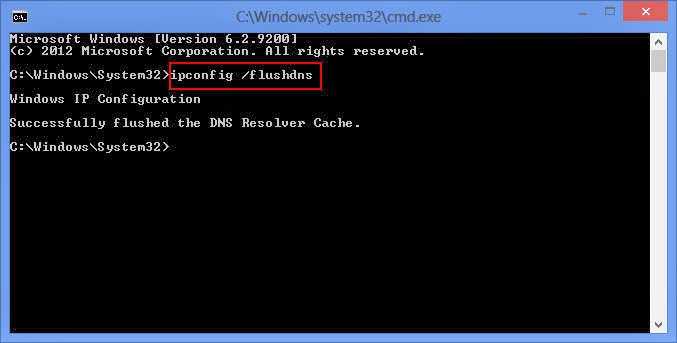 C:\Windows\system32\cmd.exe
Microsoft Windows [Version 6.2.9200]
(c) 2012 Microsoft Corporation. All rights reserved.
C:\Windows\System32>ipconfig /flushdns
Windows IP Configuration
Successfully flushed the DNS Resolver Cache.
C:\Windows\System32>